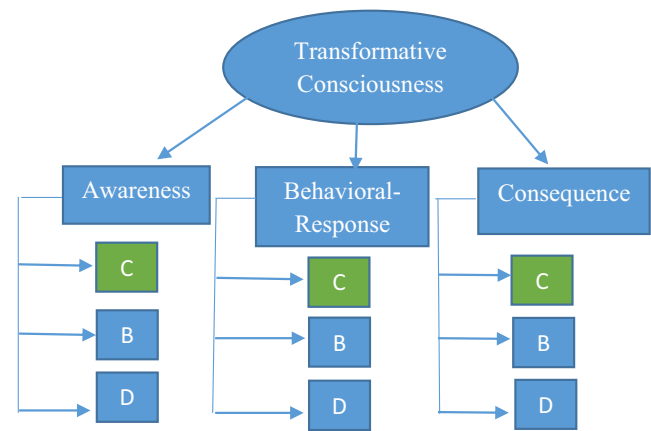 Transformative
Consciousness
Awareness
Behavioral-
Response
Consequence
C
B
D
C
B
D
C
B
D